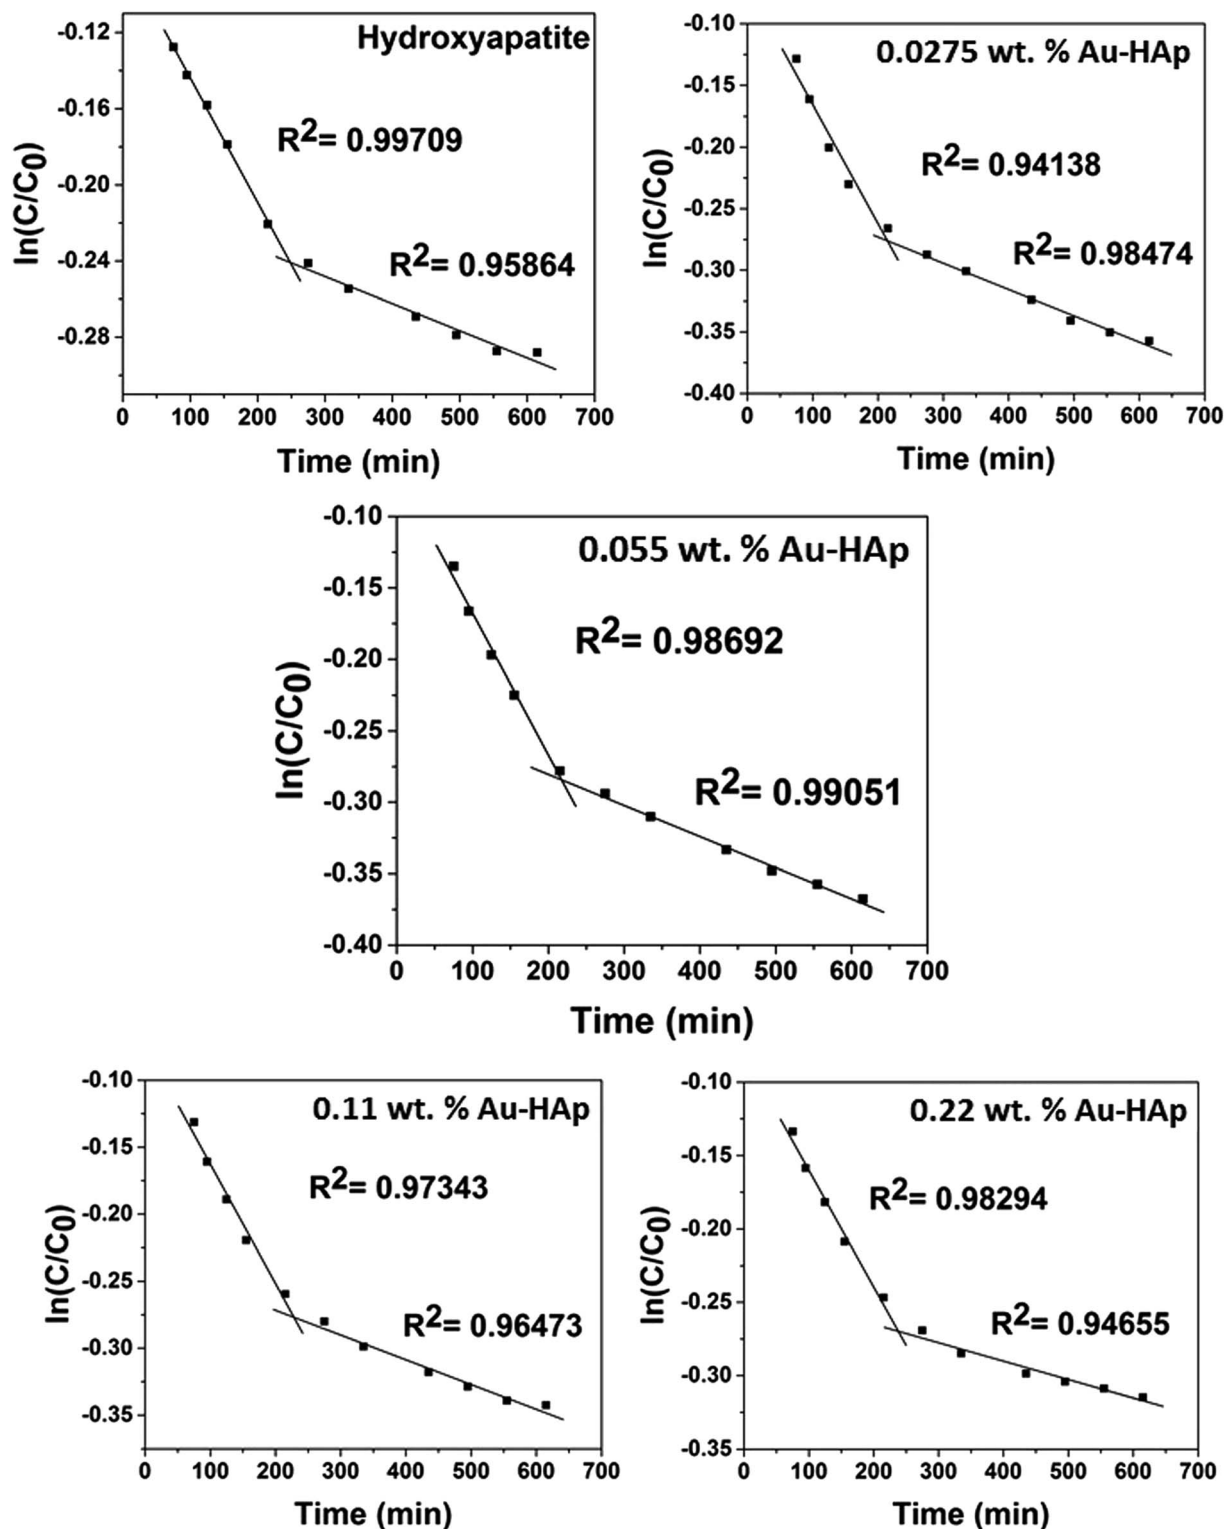 Hydroxyapatite
R2= 0.99709
R2= 0.95864
ln(C/C0)
-0.12
-0.16
-0.20
-0.24
-0.28
0 100 200 300 400 500 600 700
Time (min)
0.0275 wt. % Au-HAp
R2= 0.94138
R2= 0.98474
ln(C/C0)
-0.10
-0.15
-0.20
-0.25
-0.30
-0.35
-0.40
0 100 200 300 400 500 600 700
Time (min)
0.055 wt. % Au-HAp
R2= 0.98692
R2= 0.99051
ln(C/C0)
-0.10
-0.15
-0.20
-0.25
-0.30
-0.35
-0.40
0 100 200 300 400 500 600 700
Time (min)
0.11 wt. % Au-HAp
R2= 0.97343
R2= 0.96473
ln(C/C0)
-0.10
-0.15
-0.20
-0.25
-0.30
-0.35
0 100 200 300 400 500 600 700
Time (min)
0.22 wt. % Au-HAp
R2= 0.98294
R2= 0.94655
ln(C/C0)
-0.10
-0.15
-0.20
-0.25
-0.30
-0.35
0 100 200 300 400 500 600 700
Time (min)